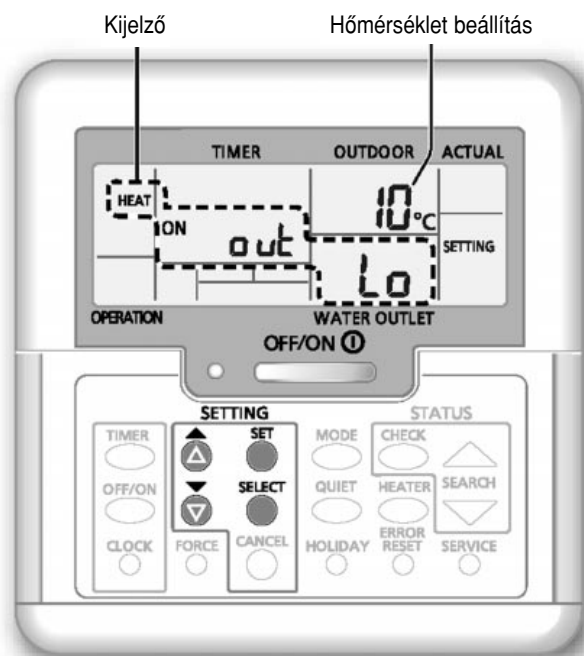 Kijelző
Hőmérséklet beállítás
TIMER OUTDOOR ACTUAL
HEAT
10°C
ON
out
SETTING
Lo
OPERATION
WATER OUTLET
OFF/ON
SETTING STATUS
TIMER SET MODE CHECK
OFF/ON SELECT QUIET HEATER SEARCH
CLOCK FORCE CANCEL HOLIDAY ERROR RESET SERVICE